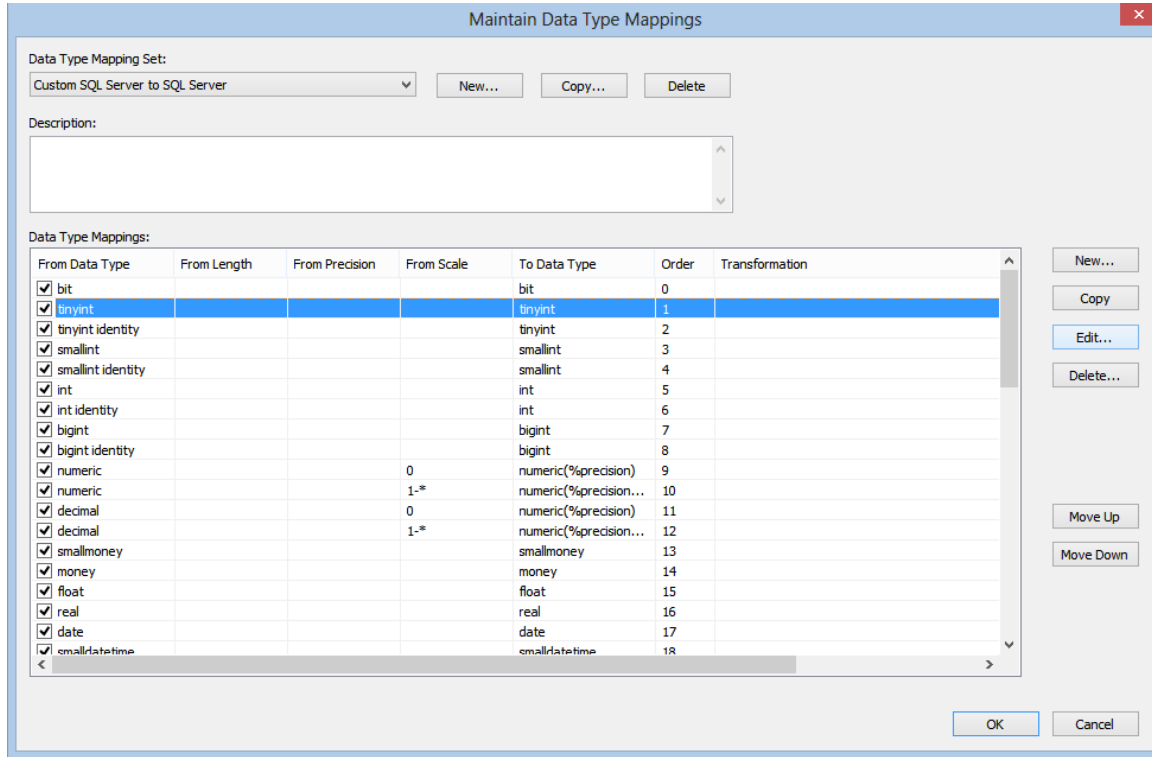 Maintain Data Type Mappings
Data Type Mapping Set:
Custom SQL Server to SQL Server New... Copy... Delete
Description:
Data Type Mappings:
From Data Type From Length From Precision From Scale To Data Type Order Transformation
bit bit 0
tinyint tinyint 1
tinyint identity tinyint 2
smallint smallint 3
smallint identity smallint 4
int int 5
int identity int 6
bigint bigint 7
bigint identity bigint 8
numeric 0 numeric(%precision) 9
numeric 1-* numeric(%precision... 10
decimal 0 numeric(%precision) 11
decimal 1-* numeric(%precision... 12
smallmoney smallmoney 13
money money 14
float float 15
real real 16
date date 17
smalldatetime smalldatetime 18
New...
Copy
Edit...
Delete...
Move Up
Move Down
OK Cancel